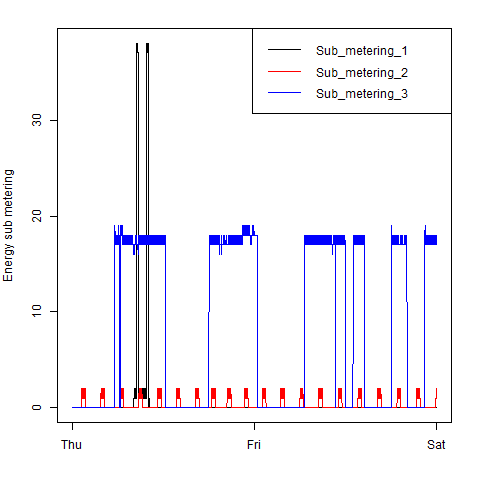 Sub_metering_1
Sub_metering_2
Sub_metering_3
Energy sub metering
30
20
10
0
Thu Fri Sat